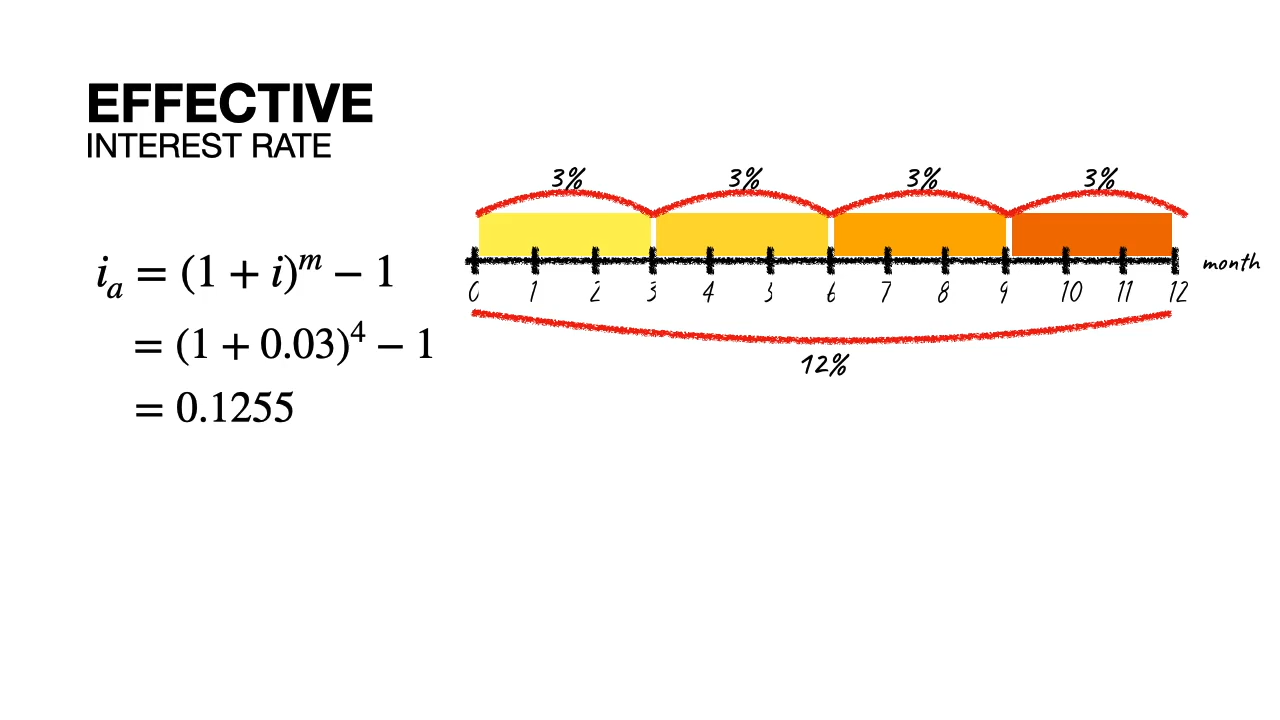 EFFECTIVE
INTEREST RATE
3% 3% 3% 3%
i_a = (1 + i)^m − 1
month
0 1 2 3 4 5 6 7 8 9 10 11 12
= (1 + 0.03)^4 − 1
12%
= 0.1255